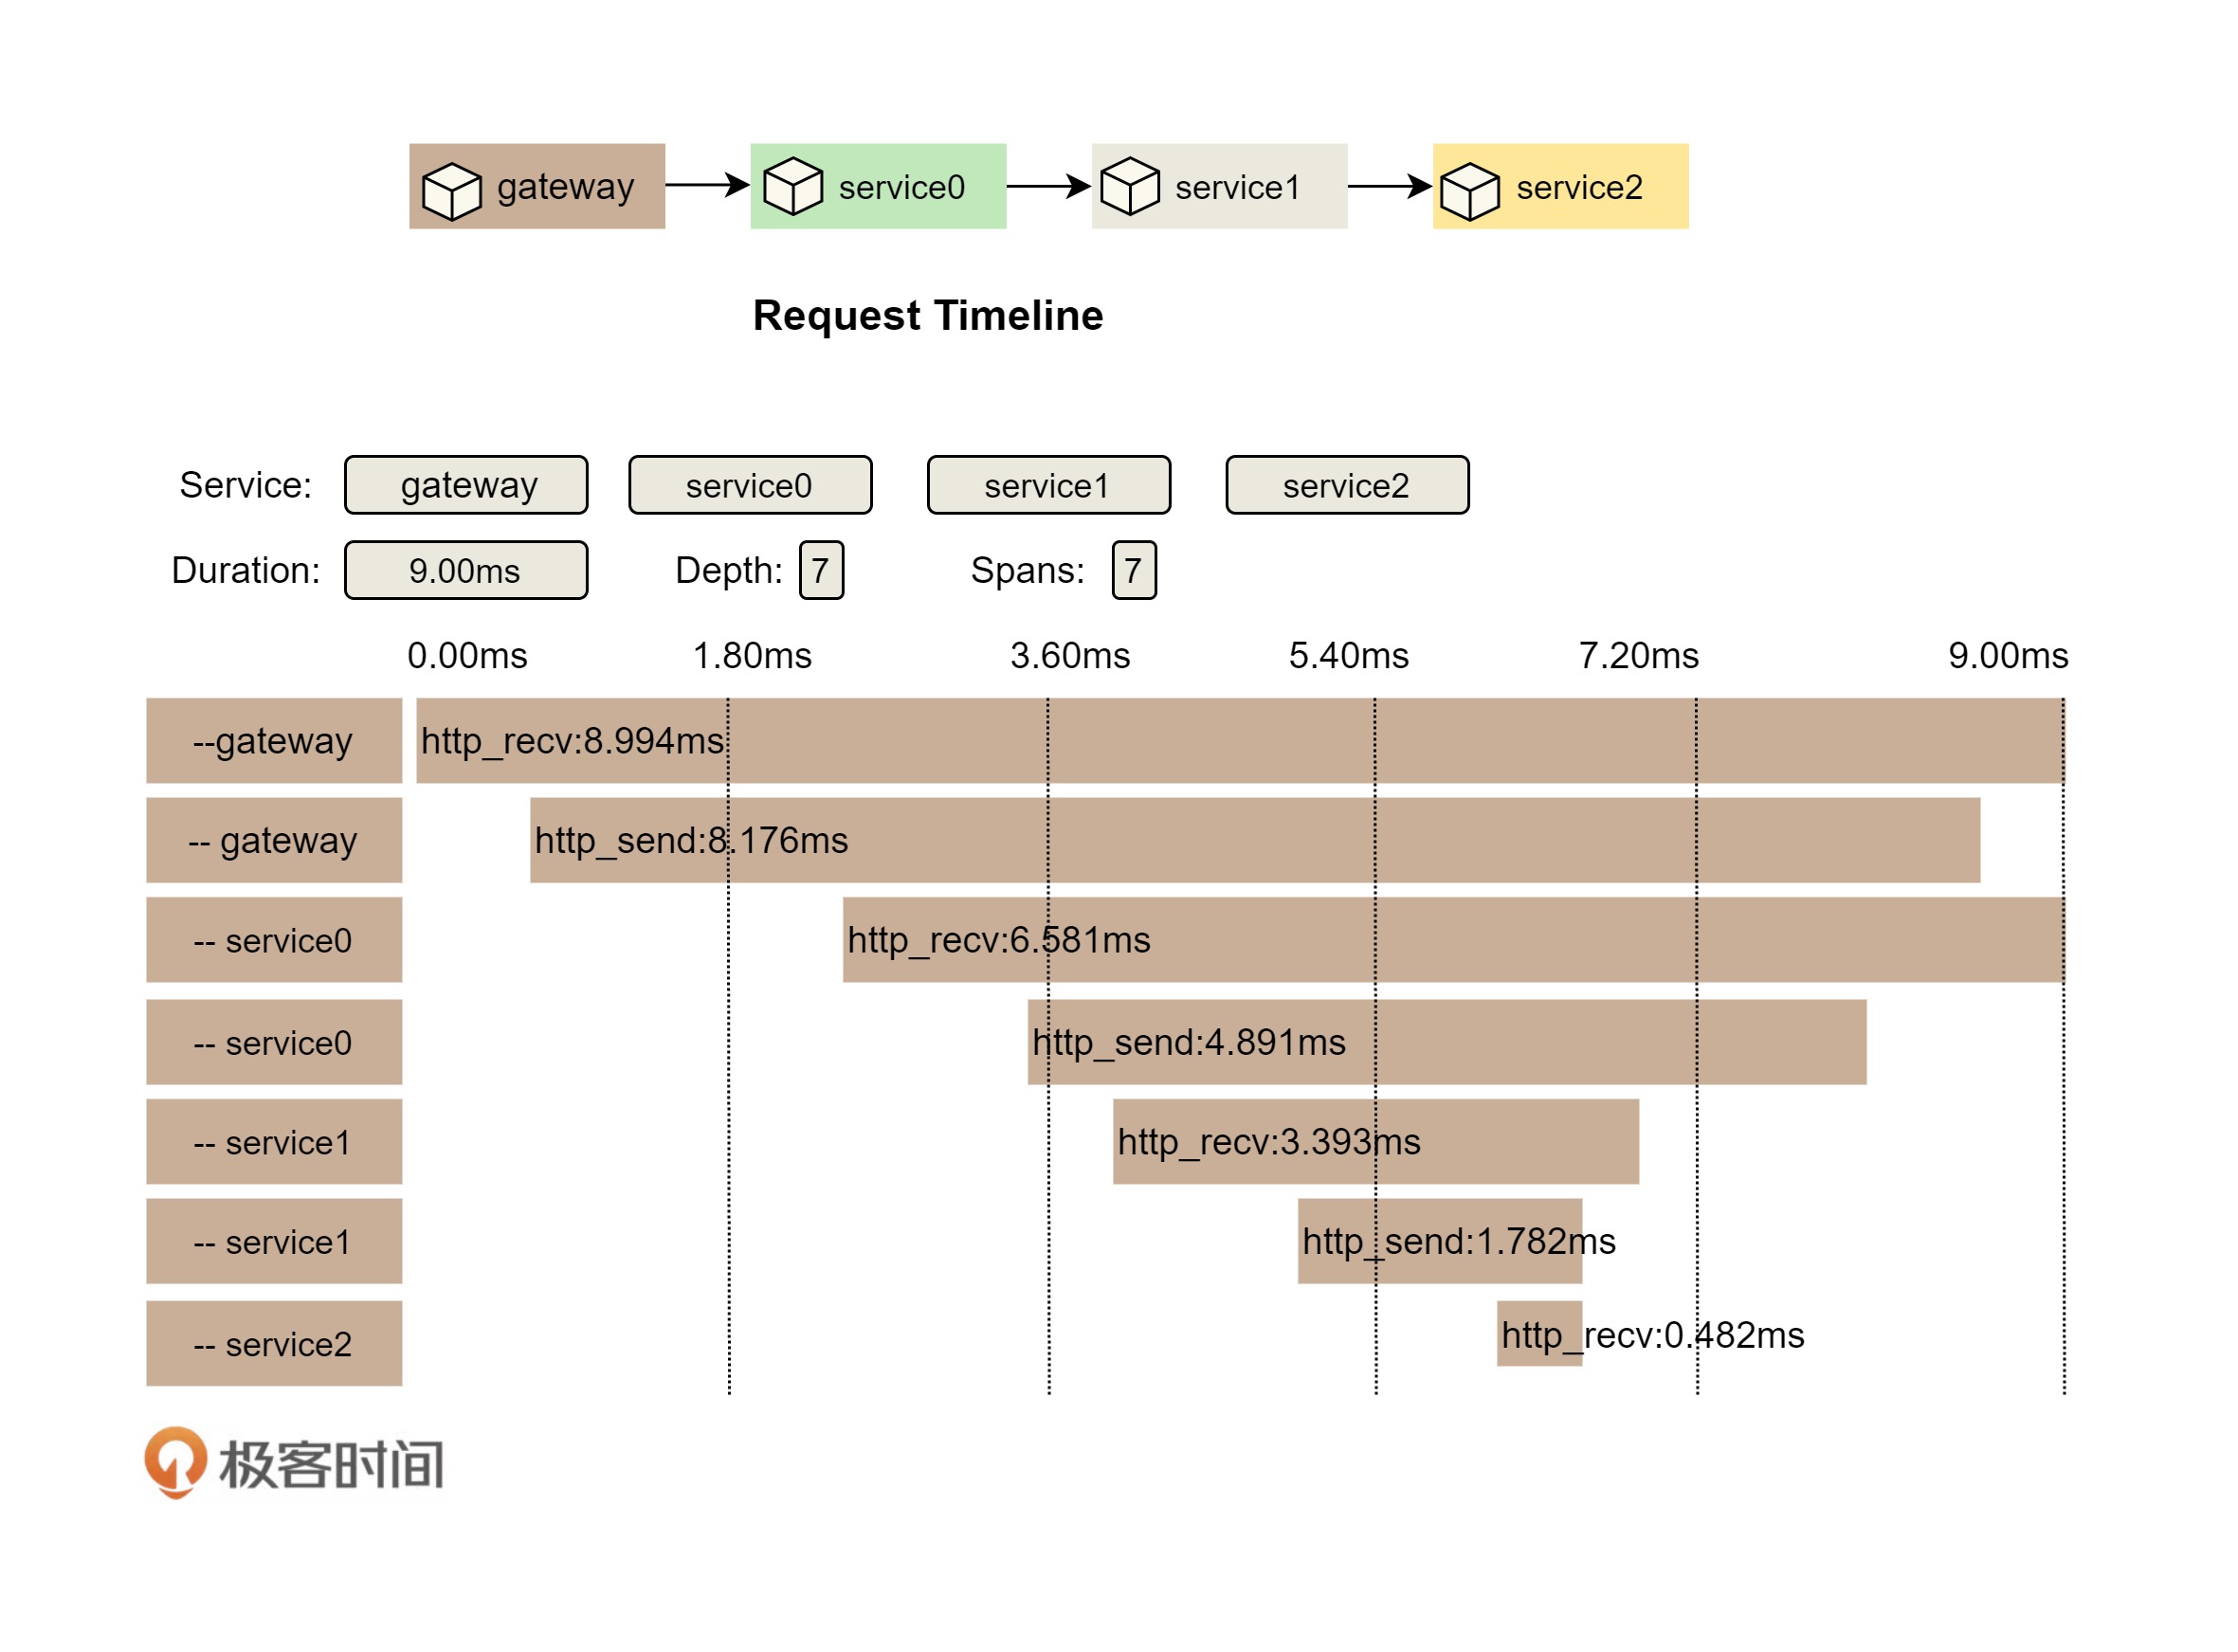 gateway service0 service1 service2
Request Timeline
Service: gateway service0 service1 service2
Duration: 9.00ms Depth: 7 Spans: 7
0.00ms 1.80ms 3.60ms 5.40ms 7.20ms 9.00ms
--gateway http_recv:8.994ms
-- gateway http_send:8.176ms
-- service0 http_recv:6.581ms
-- service0 http_send:4.891ms
-- service1 http_recv:3.393ms
-- service1 http_send:1.782ms
-- service2 http_recv:0.482ms
极客时间